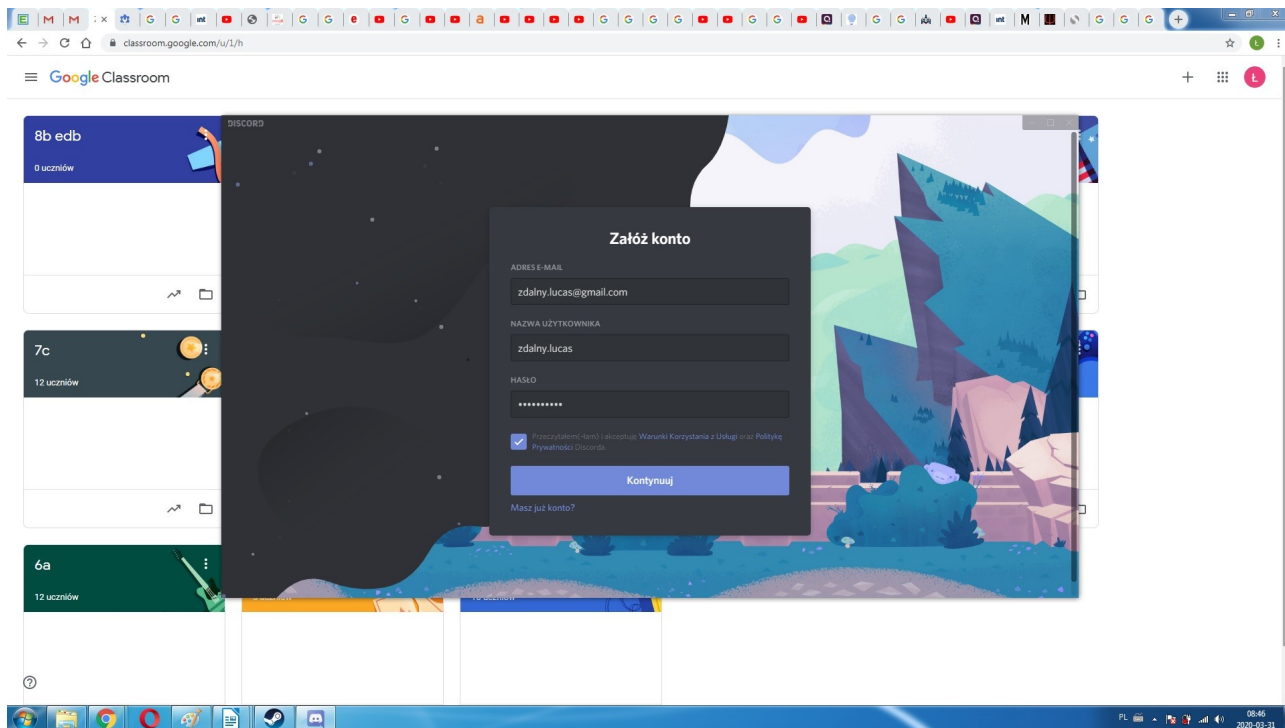 classroom.google.com/u/1/h
Google Classroom
Ł
8b edb
0 uczniów
DISCORD
Załóż konto
ADRES E-MAIL
zdalny.lucas@gmail.com
NAZWA UŻYTKOWNIKA
zdalny.lucas
HASŁO
Przeczytałem(-łam) i akceptuję Warunki Korzystania z Usługi oraz Politykę
Prywatności Discorda.
Kontynuuj
Masz już konto?
7c
12 uczniów
6a
12 uczniów
PL
08:46
2020-03-31